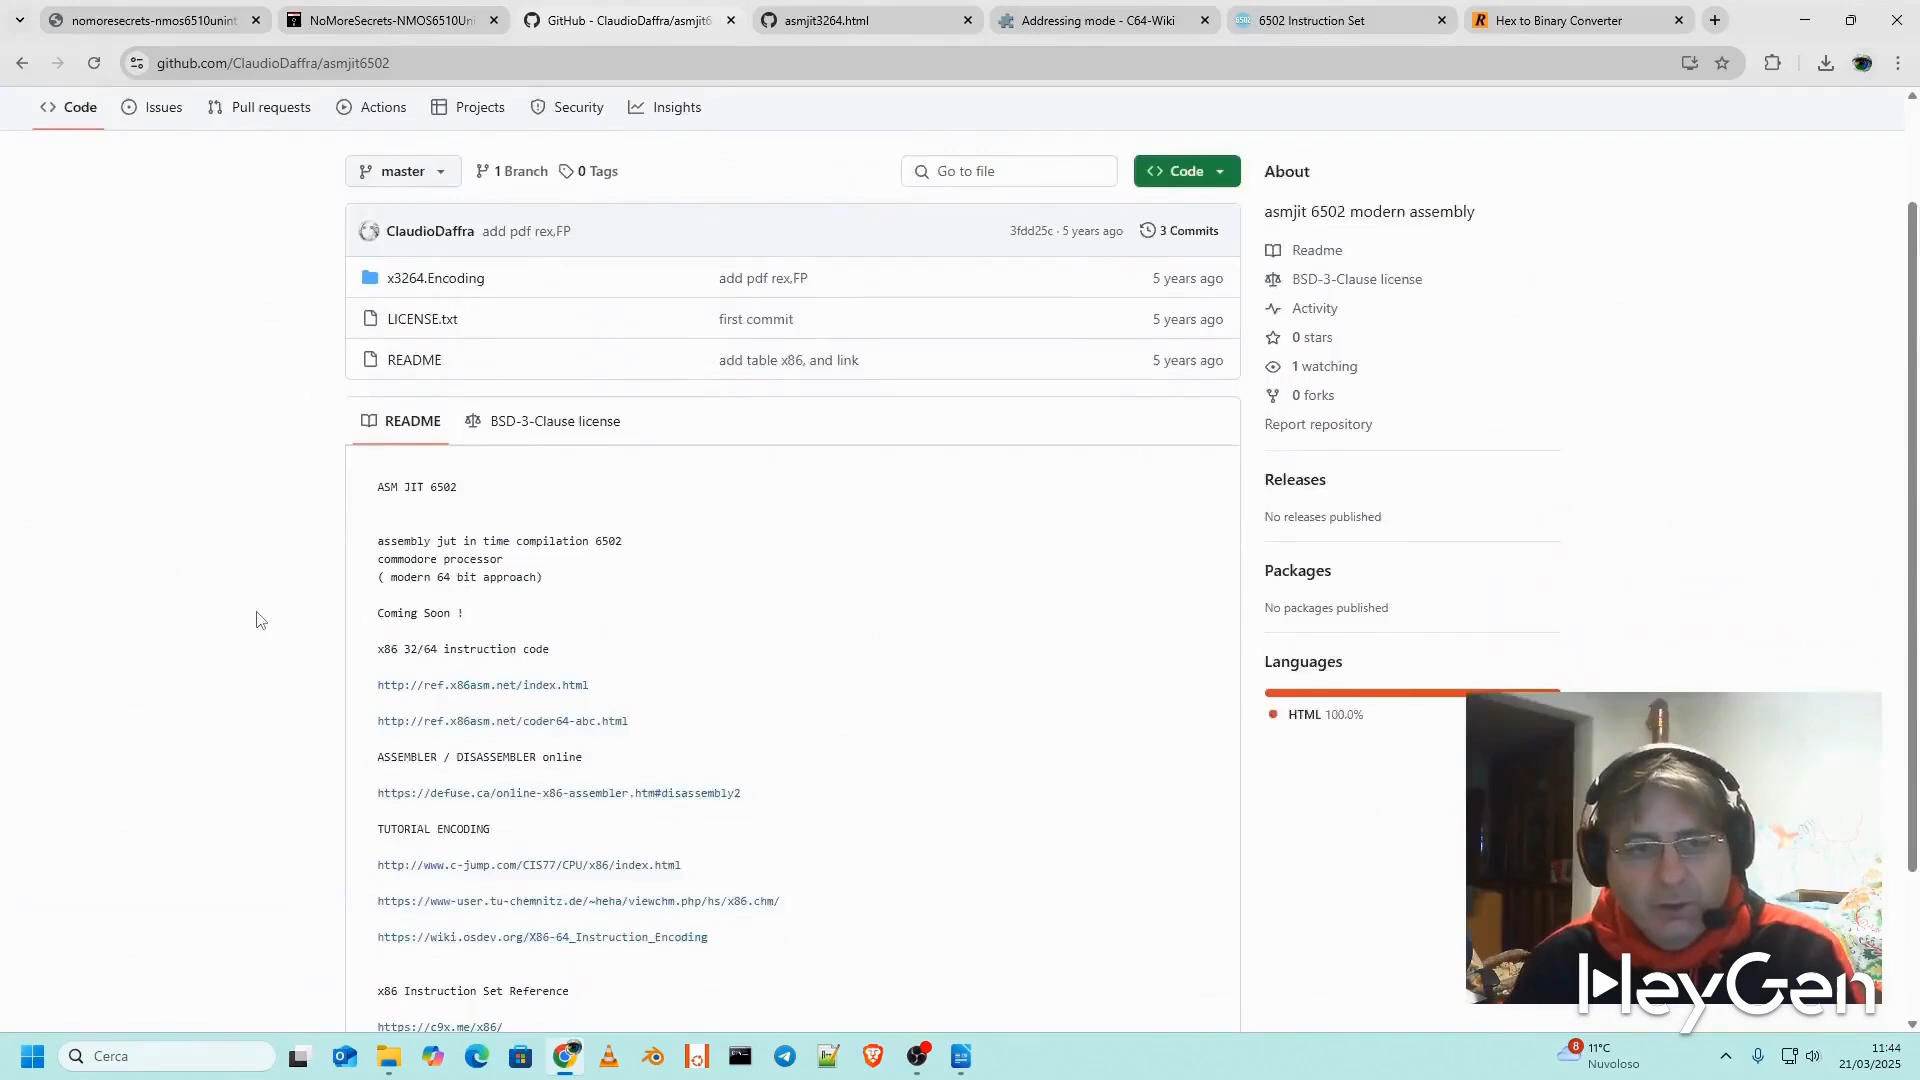 nomoresecrets-nmos6510unint
NoMoreSecrets-NMOS6510Uni
GitHub - ClaudioDaffra/asmjit6
asmjit3264.html
Addressing mode - C64-Wiki
6502 Instruction Set
Hex to Binary Converter
github.com/ClaudioDaffra/asmjit6502
Code
Issues
Pull requests
Actions
Projects
Security
Insights
master
1 Branch
0 Tags
Go to file
Code
ClaudioDaffra add pdf rex,FP
3fdd25c · 5 years ago
3 Commits
x3264.Encoding add pdf rex,FP 5 years ago
LICENSE.txt first commit 5 years ago
README add table x86, and link 5 years ago
README
BSD-3-Clause license
ASM JIT 6502
assembly jut in time compilation 6502
commodore processor
( modern 64 bit approach)
Coming Soon !
x86 32/64 instruction code
http://ref.x86asm.net/index.html
http://ref.x86asm.net/coder64-abc.html
ASSEMBLER / DISASSEMBLER online
https://defuse.ca/online-x86-assembler.htm#disassembly2
TUTORIAL ENCODING
http://www.c-jump.com/CIS77/CPU/x86/index.html
https://www-user.tu-chemnitz.de/~heha/viewchm.php/hs/x86.chm/
https://wiki.osdev.org/X86-64_Instruction_Encoding
x86 Instruction Set Reference
https://c9x.me/x86/
About
asmjit 6502 modern assembly
Readme
BSD-3-Clause license
Activity
0 stars
1 watching
0 forks
Report repository
Releases
No releases published
Packages
No packages published
Languages
HTML 100.0%
HeyGen
Cerca
8
11°C
Nuvoloso
11:44
21/03/2025